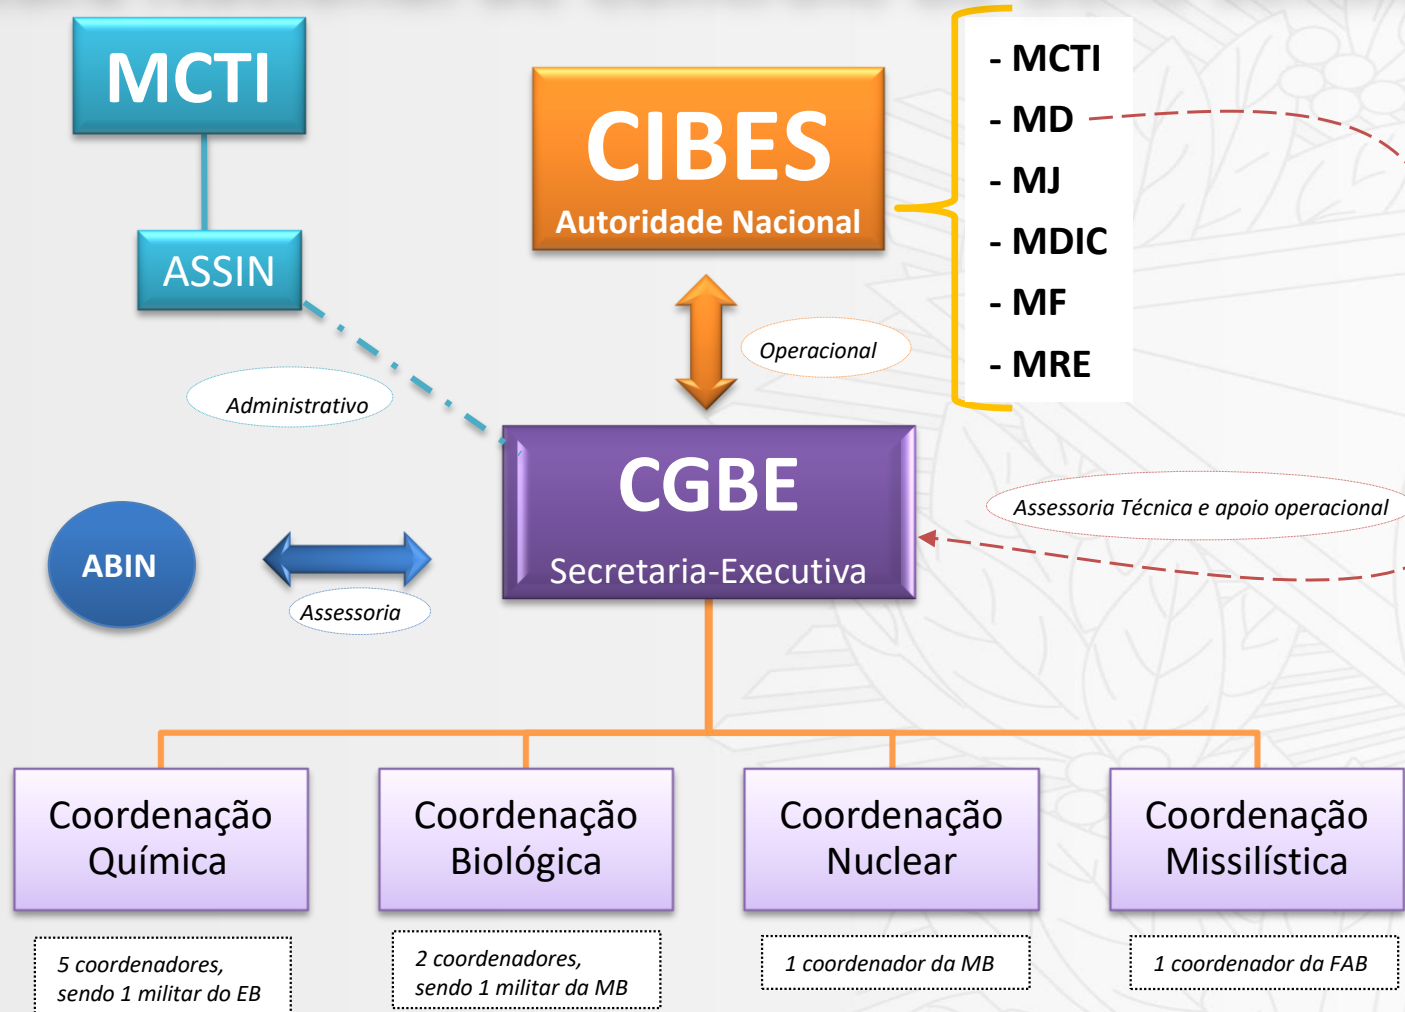 MCTI
ASSIN
CIBES
Autoridade Nacional
- MCTI
- MD
- MJ
- MDIC
- MF
- MRE
Operacional
Administrativo
CGBE
Secretaria-Executiva
Assessoria Técnica e apoio operacional
ABIN
Assessoria
Coordenação
Química
Coordenação
Biológica
Coordenação
Nuclear
Coordenação
Missilística
5 coordenadores,
sendo 1 militar do EB
2 coordenadores,
sendo 1 militar da MB
1 coordenador da MB
1 coordenador da FAB